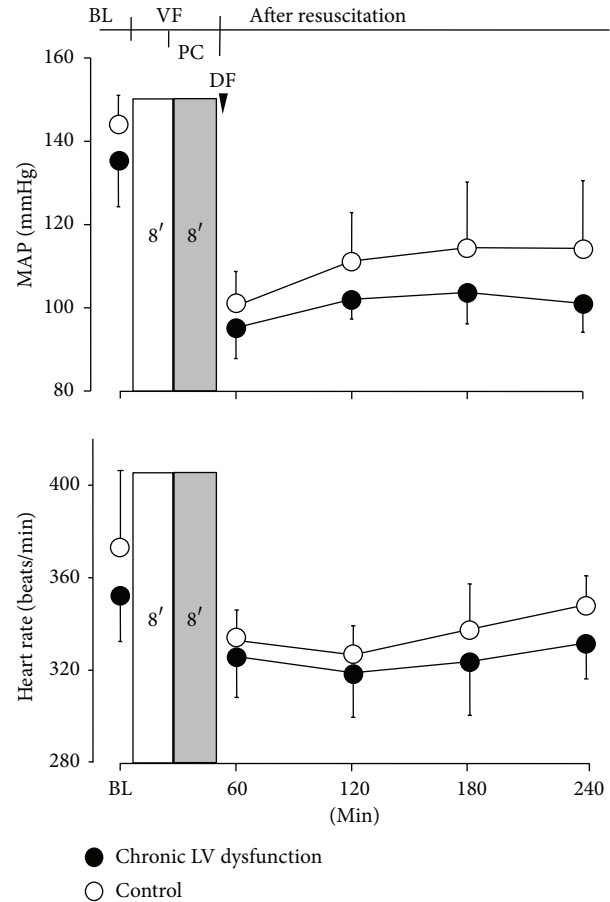 BL VF After resuscitation
PC
DF
160
140
120
100
80
MAP (mmHg)
8′ 8′
400
360
320
280
Heart rate (beats/min)
8′ 8′
BL 60 120 180 240
(Min)
Chronic LV dysfunction
Control